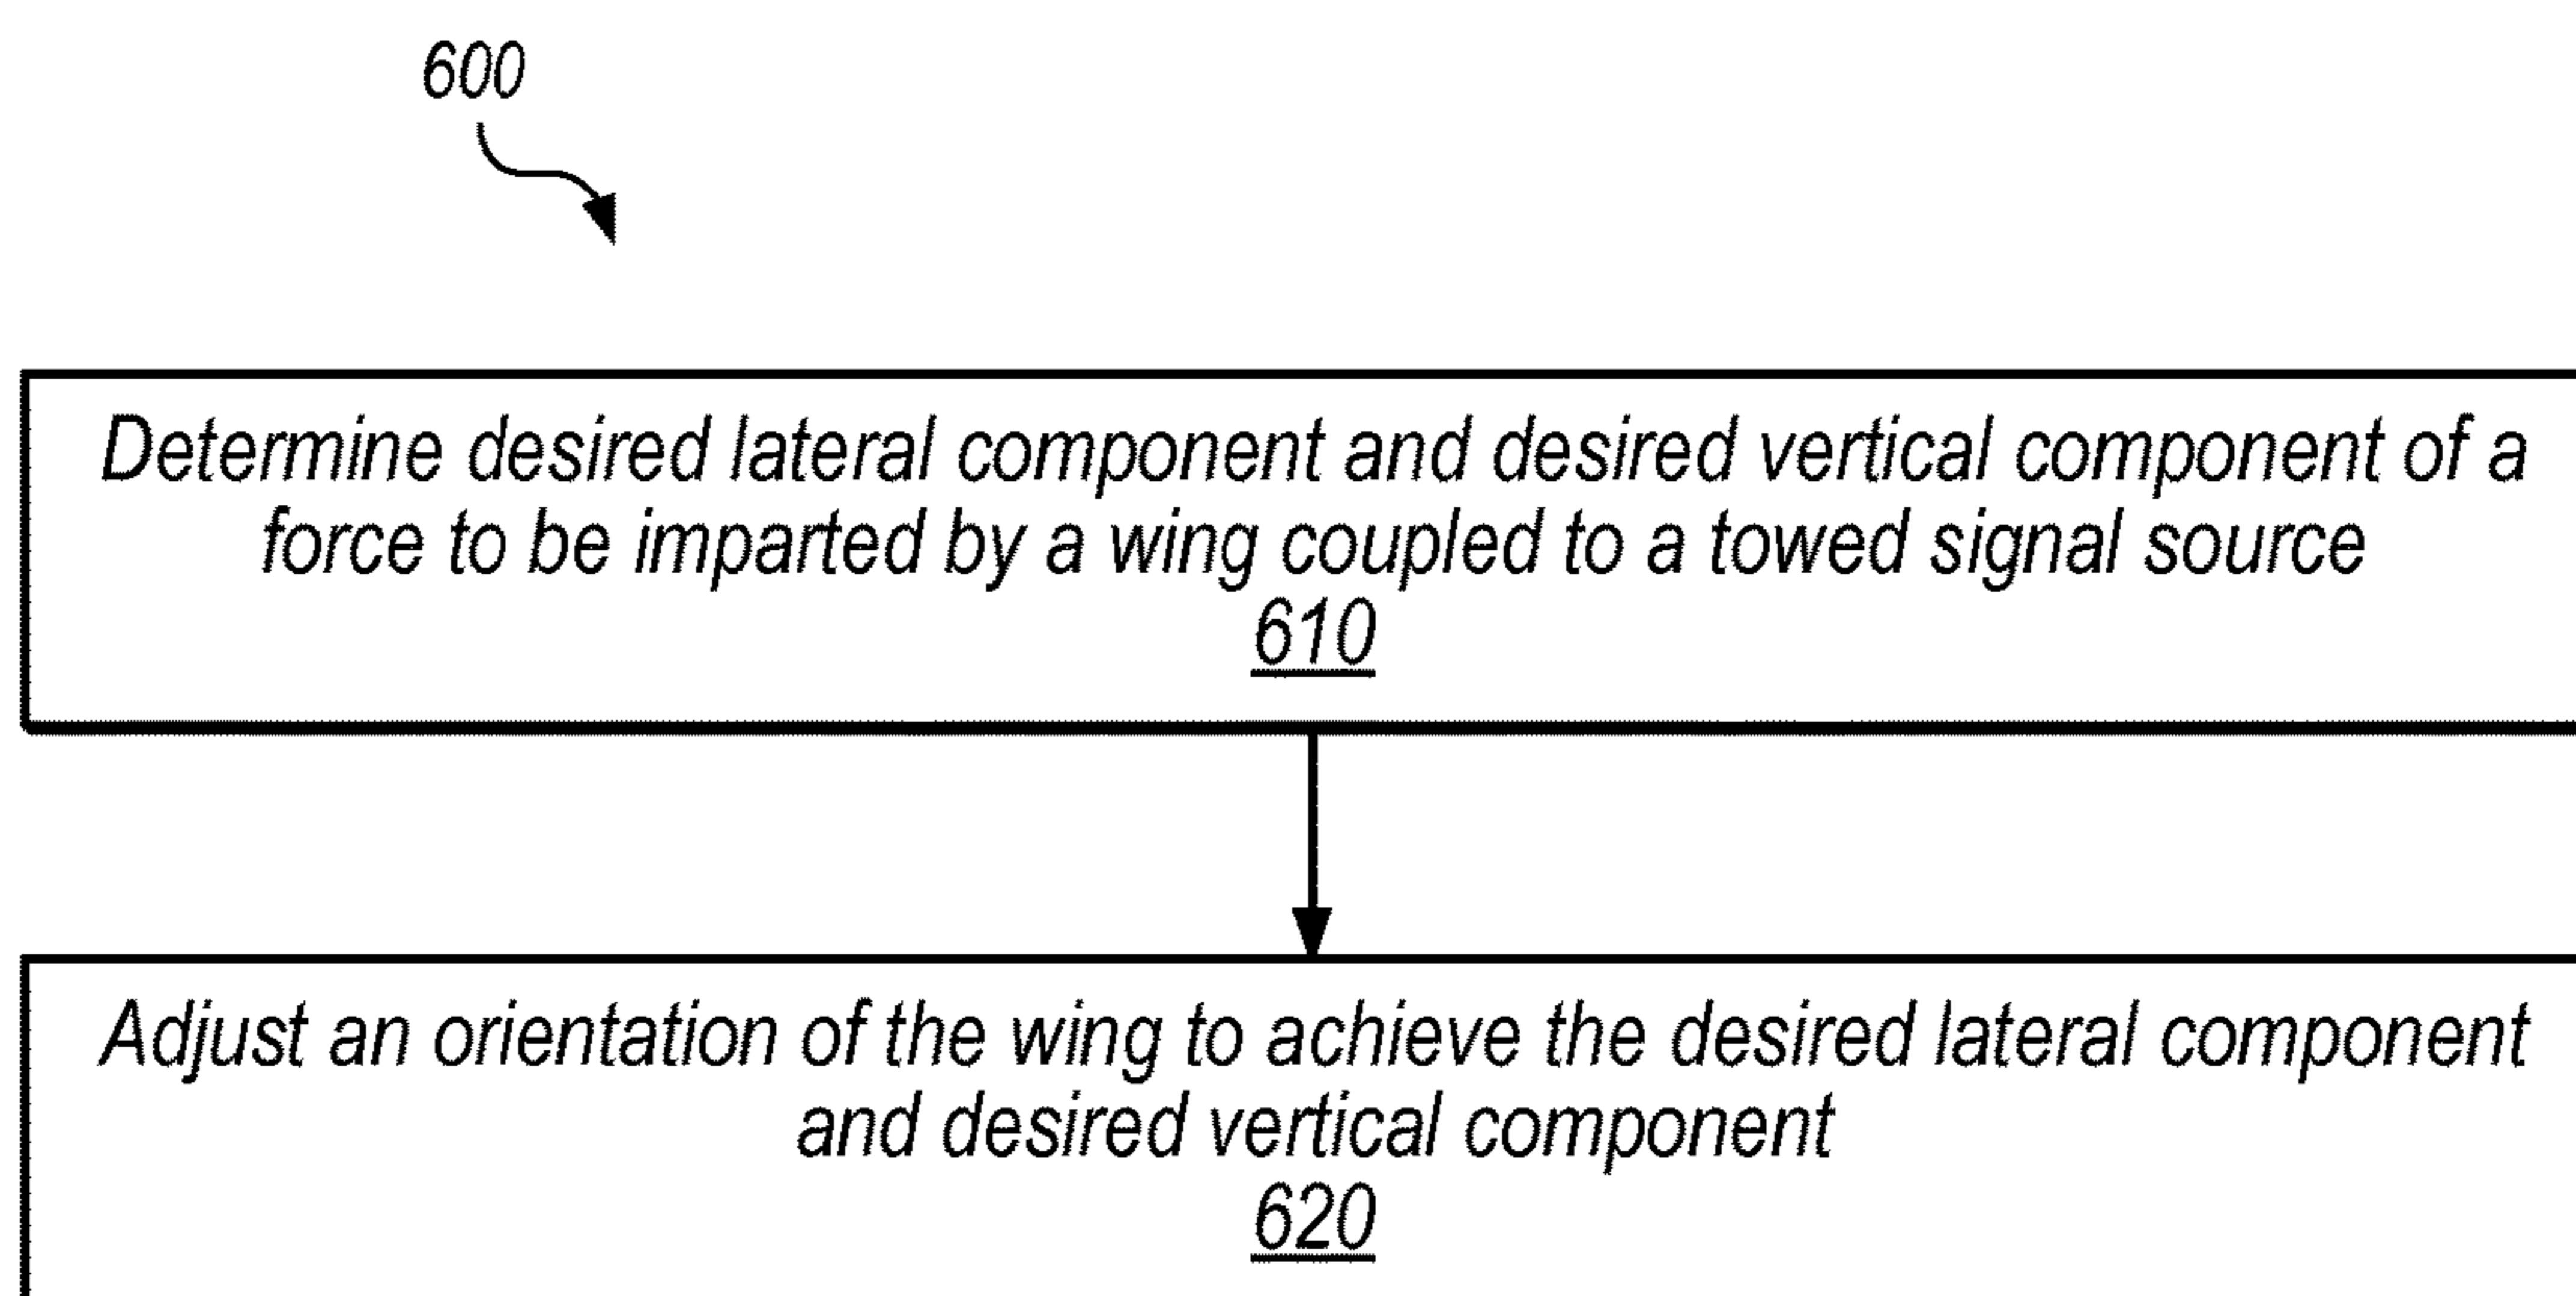 600
Determine desired lateral component and desired vertical component of a
force to be imparted by a wing coupled to a towed signal source
610
Adjust an orientation of the wing to achieve the desired lateral component
and desired vertical component
620